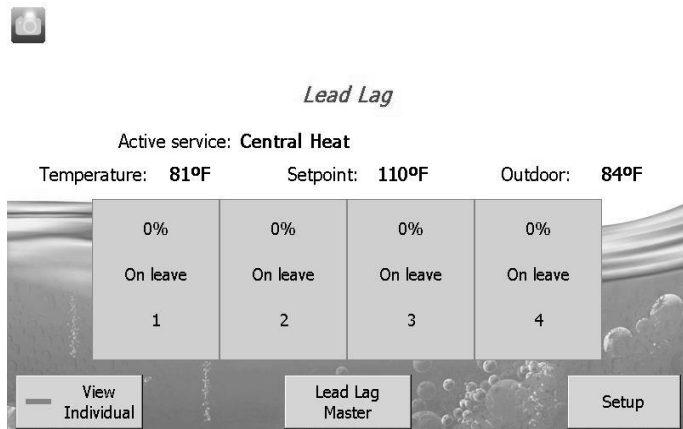 Lead Lag
Active service: Central Heat
Temperature: 81ºF Setpoint: 110ºF Outdoor: 84ºF
0% 0% 0% 0%
On leave On leave On leave On leave
1 2 3 4
View Individual
Lead Lag Master
Setup